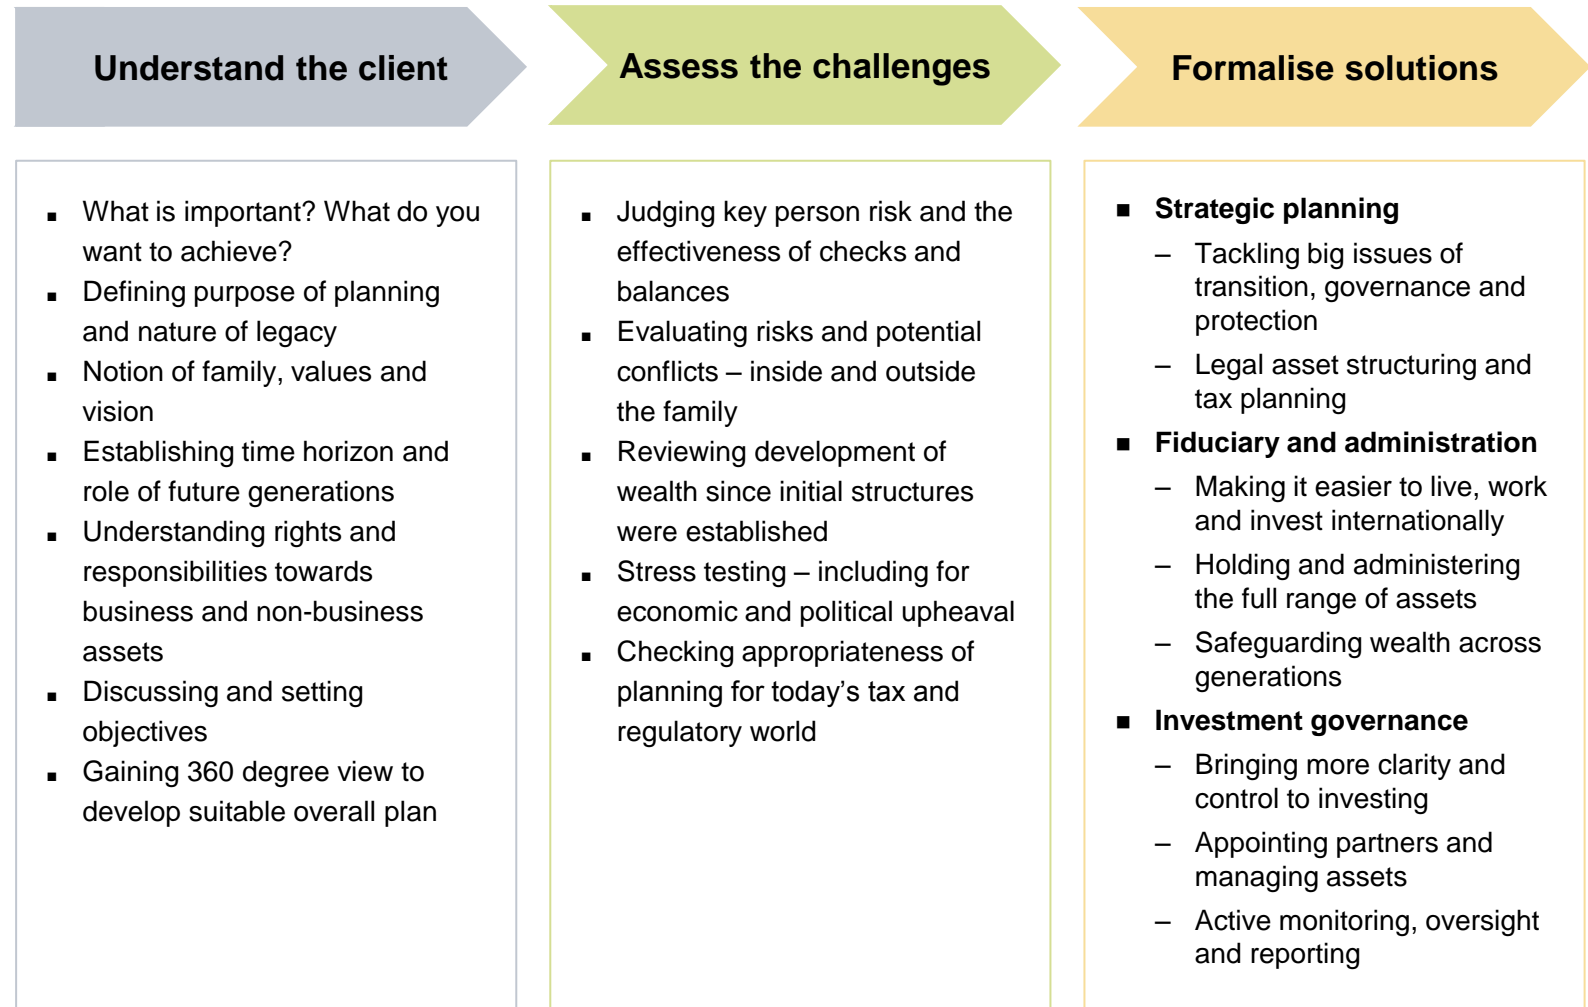 Understand the client
Assess the challenges
Formalise solutions
▪ What is important? What do you
want to achieve?
▪ Defining purpose of planning
and nature of legacy
▪ Notion of family, values and
vision
▪ Establishing time horizon and
role of future generations
▪ Understanding rights and
responsibilities towards
business and non-business
assets
▪ Discussing and setting
objectives
▪ Gaining 360 degree view to
develop suitable overall plan
▪ Judging key person risk and the
effectiveness of checks and
balances
▪ Evaluating risks and potential
conflicts – inside and outside
the family
▪ Reviewing development of
wealth since initial structures
were established
▪ Stress testing – including for
economic and political upheaval
▪ Checking appropriateness of
planning for today’s tax and
regulatory world
■ Strategic planning
– Tackling big issues of
transition, governance and
protection
– Legal asset structuring and
tax planning
■ Fiduciary and administration
– Making it easier to live, work
and invest internationally
– Holding and administering
the full range of assets
– Safeguarding wealth across
generations
■ Investment governance
– Bringing more clarity and
control to investing
– Appointing partners and
managing assets
– Active monitoring, oversight
and reporting